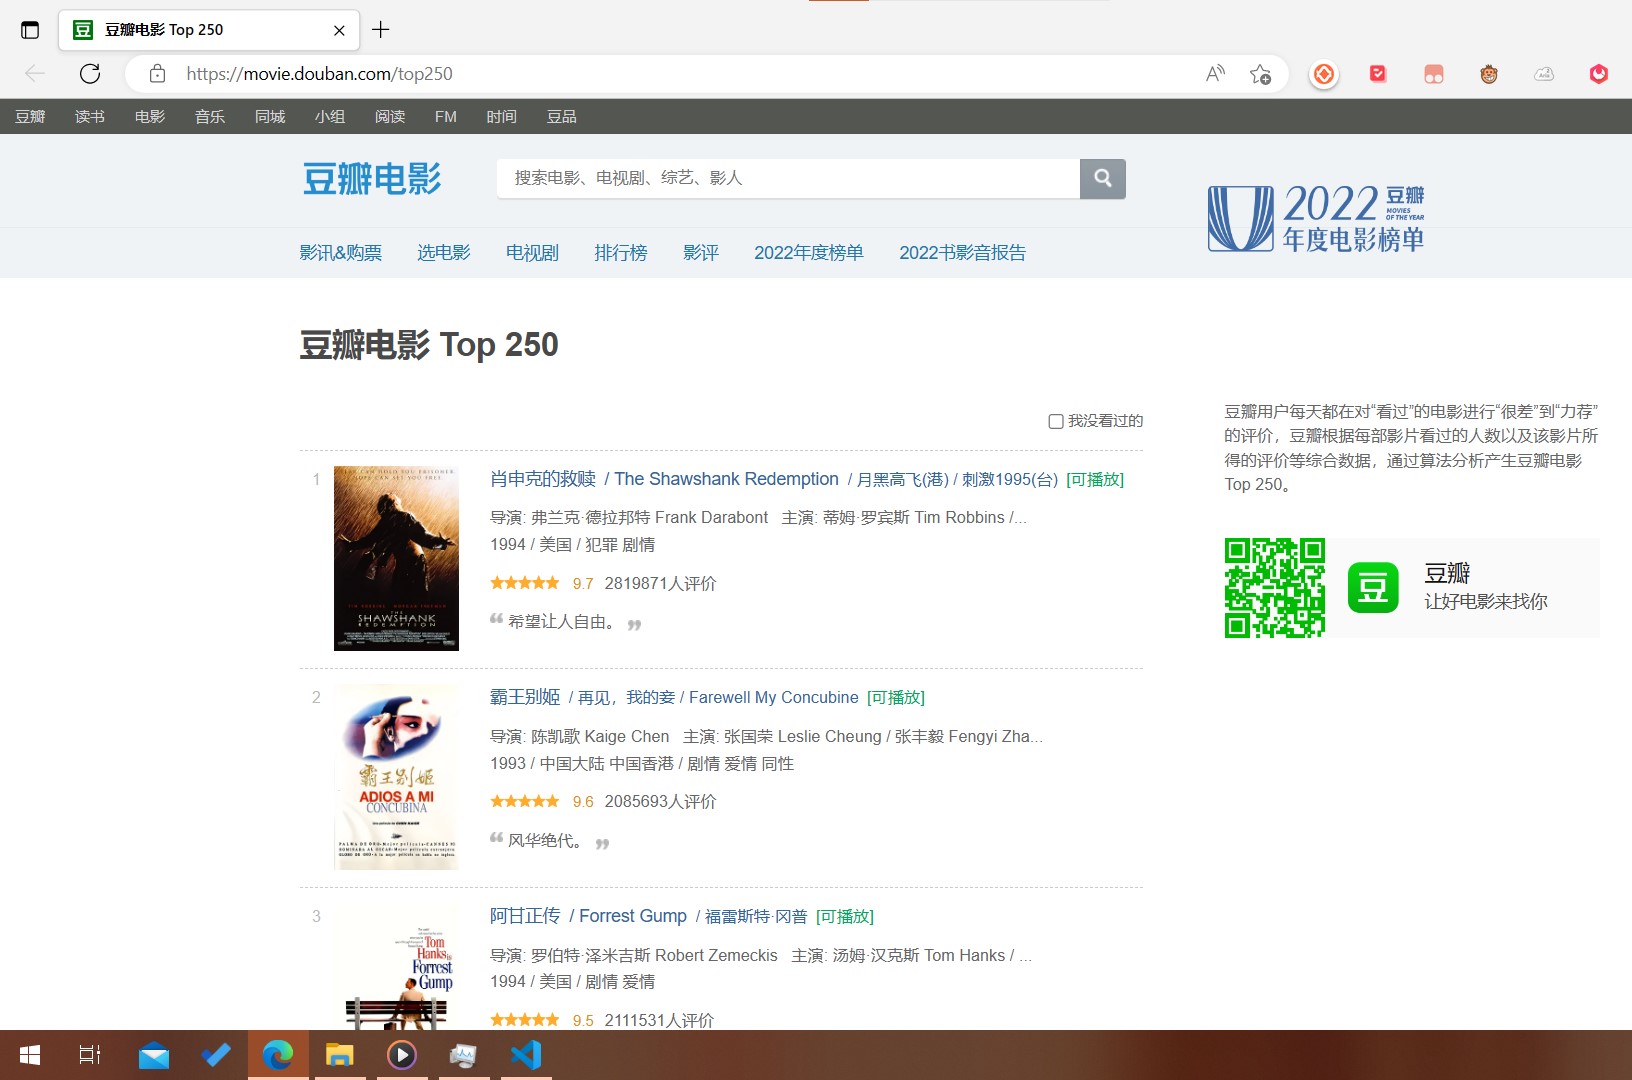 豆瓣电影 Top 250
https://movie.douban.com/top250
豆瓣 读书 电影 音乐 同城 小组 阅读 FM 时间 豆品
豆瓣电影
搜索电影、电视剧、综艺、影人
2022 豆瓣
MOVIES OF THE YEAR
年度电影榜单
影讯&购票 选电影 电视剧 排行榜 影评 2022年度榜单 2022书影音报告
豆瓣电影 Top 250
我没看过的
1
肖申克的救赎 / The Shawshank Redemption / 月黑高飞(港) / 刺激1995(台) [可播放]
导演: 弗兰克·德拉邦特 Frank Darabont 主演: 蒂姆·罗宾斯 Tim Robbins /...
1994 / 美国 / 犯罪 剧情
9.7 2819871人评价
“ 希望让人自由。 ”
THE
SHAWSHANK
REDEMPTION
2
霸王别姬 / 再见，我的妾 / Farewell My Concubine [可播放]
导演: 陈凯歌 Kaige Chen 主演: 张国荣 Leslie Cheung / 张丰毅 Fengyi Zha...
1993 / 中国大陆 中国香港 / 剧情 爱情 同性
9.6 2085693人评价
“ 风华绝代。 ”
霸王别姬
ADIOS A MI
CONCUBINA
3
阿甘正传 / Forrest Gump / 福雷斯特·冈普 [可播放]
导演: 罗伯特·泽米吉斯 Robert Zemeckis 主演: 汤姆·汉克斯 Tom Hanks / ...
1994 / 美国 / 剧情 爱情
9.5 2111531人评价
Tom
Hanks is
Forrest
Gump
豆瓣用户每天都在对“看过”的电影进行“很差”到“力荐”
的评价，豆瓣根据每部影片看过的人数以及该影片所
得的评价等综合数据，通过算法分析产生豆瓣电影
Top 250。
豆
豆瓣
让好电影来找你